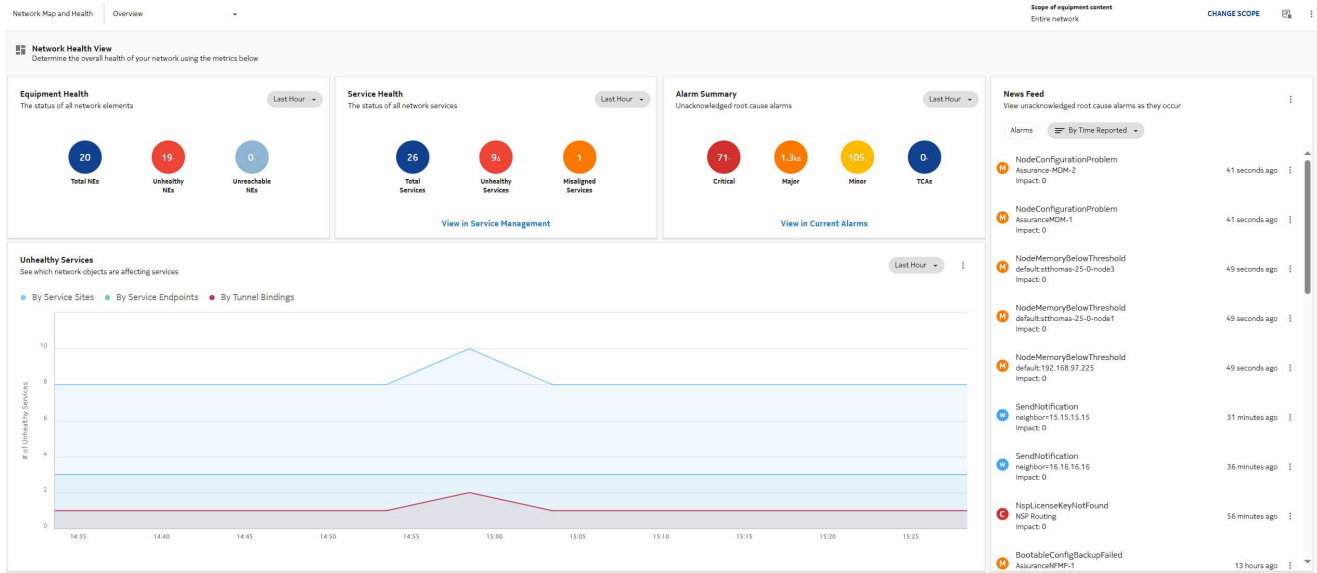 Network Map and Health
Overview
Scope of equipment content
Entire network
CHANGE SCOPE
Network Health View
Determine the overall health of your network using the metrics below
Equipment Health
The status of all network elements
Last Hour
20
Total NEs
19-
Unhealthy
NEs
0-
Unreachable
NEs
Service Health
The status of all network services
Last Hour
26
Total
Services
9△
Unhealthy
Services
1
Misaligned
Services
View in Service Management
Alarm Summary
Unacknowledged root cause alarms
Last Hour
71-
Critical
1.3k△
Major
105-
Minor
0-
TCAs
View in Current Alarms
Unhealthy Services
See which network objects are affecting services
Last Hour
By Service Sites
By Service Endpoints
By Tunnel Bindings
# of Unhealthy Services
10
8
6
4
2
0
14:35 14:40 14:45 14:50 14:55 15:00 15:05 15:10 15:15 15:20 15:25
News Feed
View unacknowledged root cause alarms as they occur
Alarms
By Time Reported
M
NodeConfigurationProblem
Assurance-MDM-2
Impact: 0
41 seconds ago
M
NodeConfigurationProblem
AssuranceMDM-1
Impact: 0
41 seconds ago
M
NodeMemoryBelowThreshold
default:stthomas-25-0-node3
Impact: 0
49 seconds ago
M
NodeMemoryBelowThreshold
default:stthomas-25-0-node1
Impact: 0
49 seconds ago
M
NodeMemoryBelowThreshold
default:192.168.97.225
Impact: 0
49 seconds ago
W
SendNotification
neighbor=15.15.15.15
Impact: 0
31 minutes ago
W
SendNotification
neighbor=16.16.16.16
Impact: 0
36 minutes ago
C
NspLicenseKeyNotFound
NSP Routing
Impact: 0
56 minutes ago
M
BootableConfigBackupFailed
AssuranceNFMP-1
13 hours ago